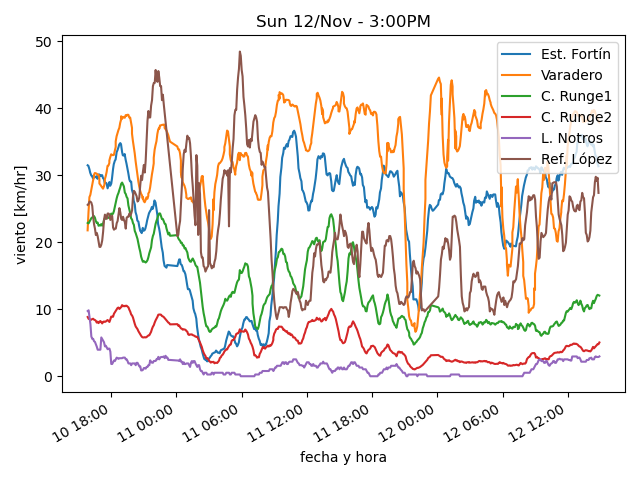 Sun 12/Nov - 3:00PM
viento [km/hr]
50
40
30
20
10
0
Est. Fortín
Varadero
C. Runge1
C. Runge2
L. Notros
Ref. López
10 18:00
11 00:00
11 06:00
11 12:00
11 18:00
12 00:00
12 06:00
12 12:00
fecha y hora